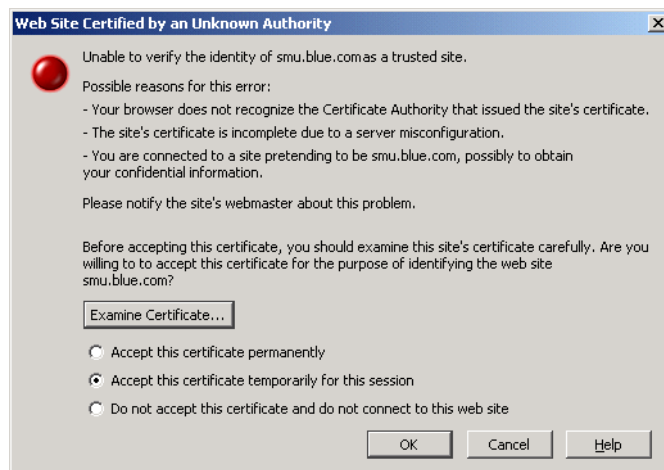 Web Site Certified by an Unknown Authority
Unable to verify the identity of smu.blue.com as a trusted site.
Possible reasons for this error:
- Your browser does not recognize the Certificate Authority that issued the site's certificate.
- The site's certificate is incomplete due to a server misconfiguration.
- You are connected to a site pretending to be smu.blue.com, possibly to obtain
your confidential information.
Please notify the site's webmaster about this problem.
Before accepting this certificate, you should examine this site's certificate carefully. Are you
willing to to accept this certificate for the purpose of identifying the web site
smu.blue.com?
Examine Certificate...
Accept this certificate permanently
Accept this certificate temporarily for this session
Do not accept this certificate and do not connect to this web site
OK Cancel Help